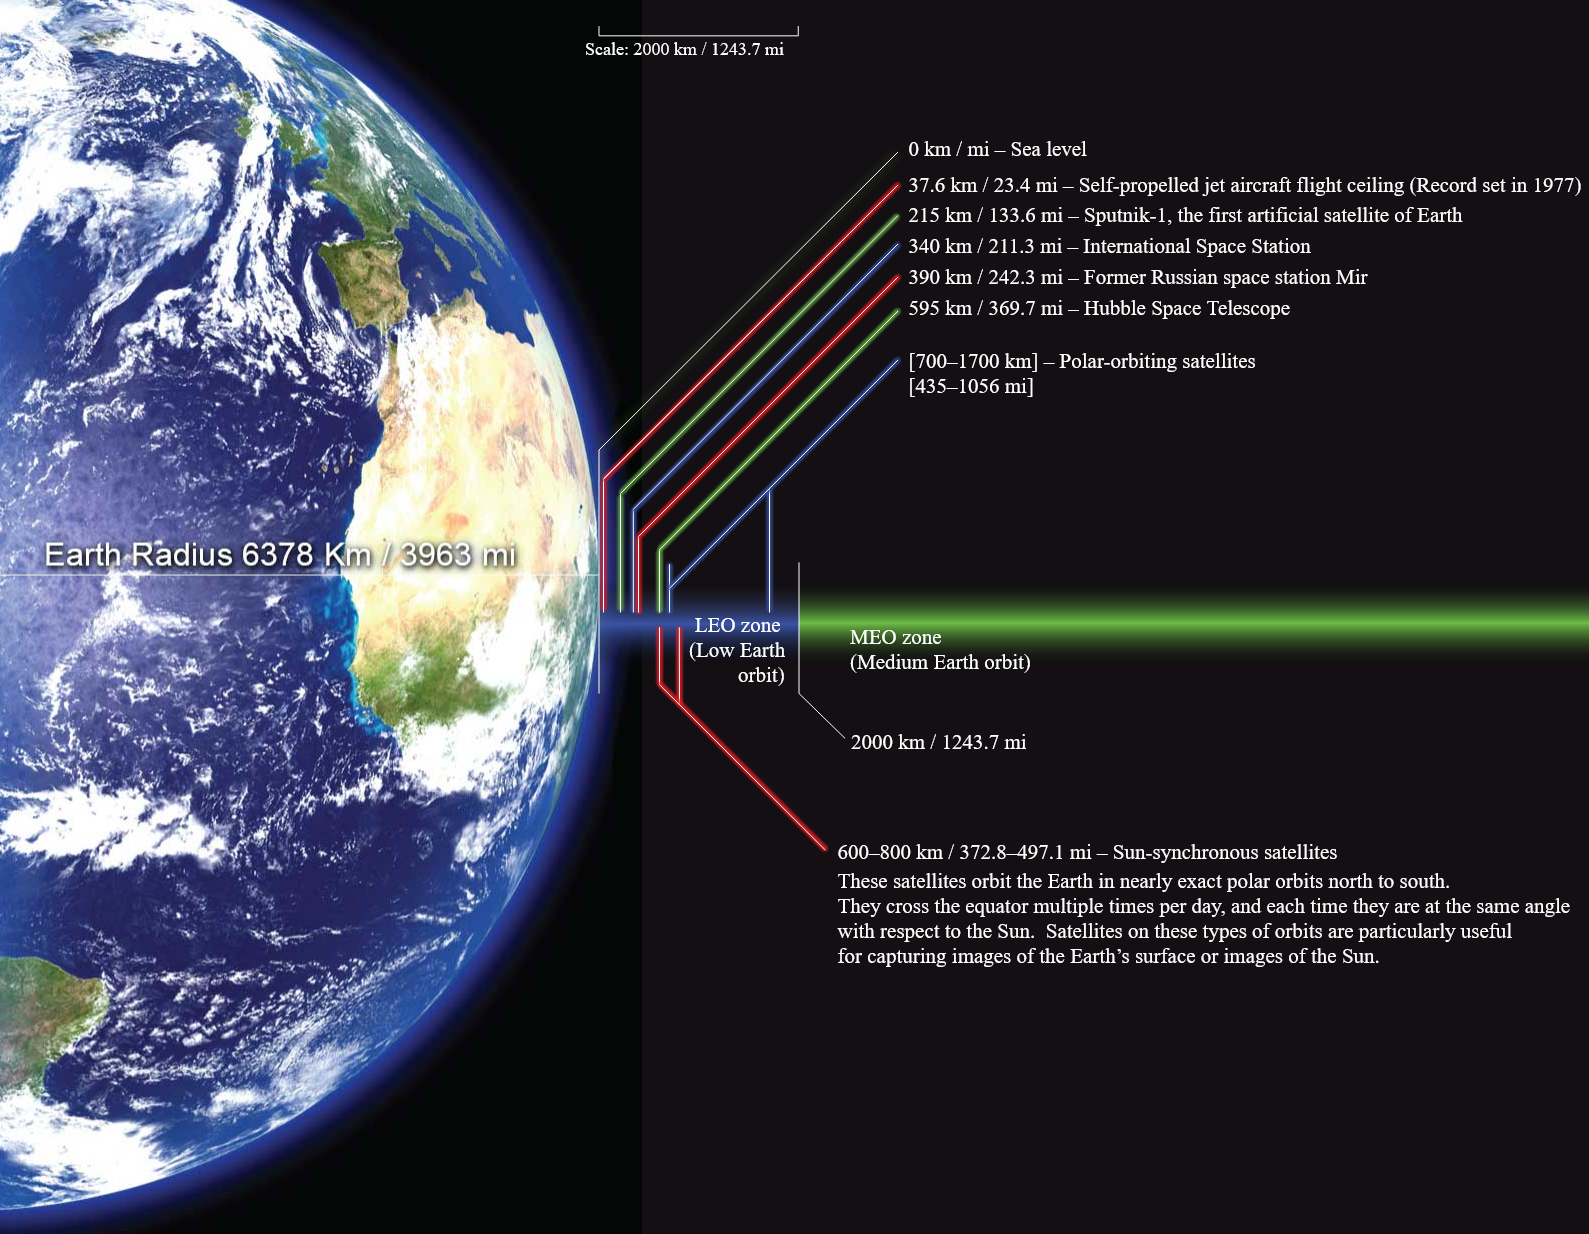 Scale: 2000 km / 1243.7 mi
0 km / mi – Sea level
37.6 km / 23.4 mi – Self-propelled jet aircraft flight ceiling (Record set in 1977)
215 km / 133.6 mi – Sputnik-1, the first artificial satellite of Earth
340 km / 211.3 mi – International Space Station
390 km / 242.3 mi – Former Russian space station Mir
595 km / 369.7 mi – Hubble Space Telescope
[700–1700 km] – Polar-orbiting satellites
[435–1056 mi]
Earth Radius 6378 Km / 3963 mi
LEO zone
(Low Earth
orbit)
MEO zone
(Medium Earth orbit)
2000 km / 1243.7 mi
600–800 km / 372.8–497.1 mi – Sun-synchronous satellites
These satellites orbit the Earth in nearly exact polar orbits north to south.
They cross the equator multiple times per day, and each time they are at the same angle
with respect to the Sun.  Satellites on these types of orbits are particularly useful
for capturing images of the Earth’s surface or images of the Sun.